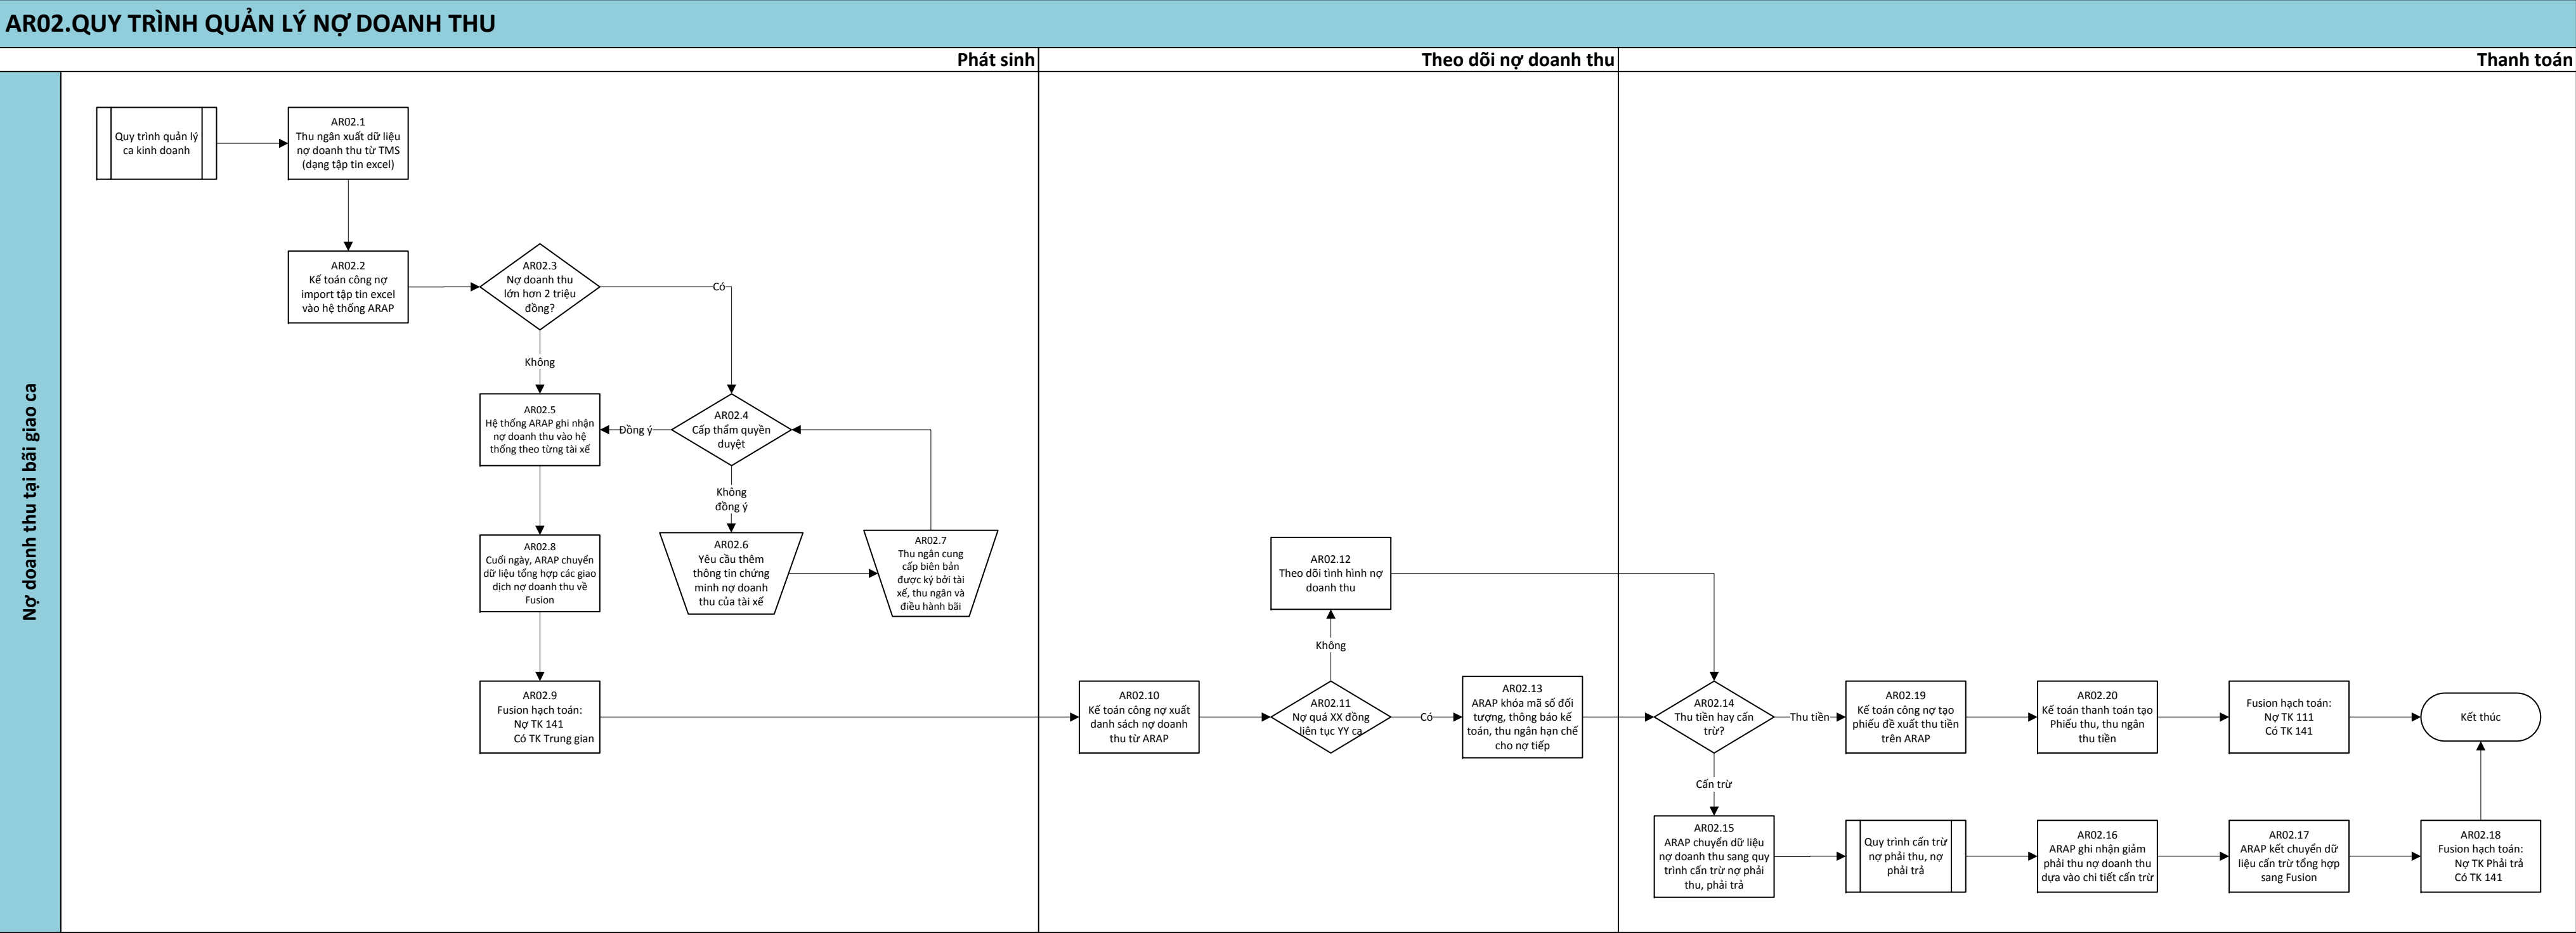 AR02.QUY TRÌNH QUẢN LÝ NỢ DOANH THU
Phát sinh
Theo dõi nợ doanh thu
Thanh toán
Nợ doanh thu tại bãi giao ca
Quy trình quản lý
ca kinh doanh
AR02.1
Thu ngân xuất dữ liệu
nợ doanh thu từ TMS
(dạng tập tin excel)
AR02.2
Kế toán công nợ
import tập tin excel
vào hệ thống ARAP
AR02.3
Nợ doanh thu
lớn hơn 2 triệu
đồng?
Có
Không
AR02.4
Cấp thẩm quyền
duyệt
Đồng ý
AR02.5
Hệ thống ARAP ghi nhận
nợ doanh thu vào hệ
thống theo từng tài xế
Không
đồng ý
AR02.6
Yêu cầu thêm
thông tin chứng
minh nợ doanh
thu của tài xế
AR02.7
Thu ngân cung
cấp biên bản
được ký bởi tài
xế, thu ngân và
điều hành bãi
AR02.8
Cuối ngày, ARAP chuyển
dữ liệu tổng hợp các giao
dịch nợ doanh thu về
Fusion
AR02.9
Fusion hạch toán:
Nợ TK 141
Có TK Trung gian
AR02.10
Kế toán công nợ xuất
danh sách nợ doanh
thu từ ARAP
AR02.11
Nợ quá XX đồng
liên tục YY ca
Không
AR02.12
Theo dõi tình hình nợ
doanh thu
Có
AR02.13
ARAP khóa mã số đối
tượng, thông báo kế
toán, thu ngân hạn chế
cho nợ tiếp
AR02.14
Thu tiền hay cấn
trừ?
Thu tiền
AR02.19
Kế toán công nợ tạo
phiếu đề xuất thu tiền
trên ARAP
AR02.20
Kế toán thanh toán tạo
Phiếu thu, thu ngân
thu tiền
Fusion hạch toán:
Nợ TK 111
Có TK 141
Kết thúc
Cấn trừ
AR02.15
ARAP chuyển dữ liệu
nợ doanh thu sang quy
trình cấn trừ nợ phải
thu, phải trả
Quy trình cấn trừ
nợ phải thu, nợ
phải trả
AR02.16
ARAP ghi nhận giảm
phải thu nợ doanh thu
dựa vào chi tiết cấn trừ
AR02.17
ARAP kết chuyển dữ
liệu cấn trừ tổng hợp
sang Fusion
AR02.18
Fusion hạch toán:
Nợ TK Phải trả
Có TK 141